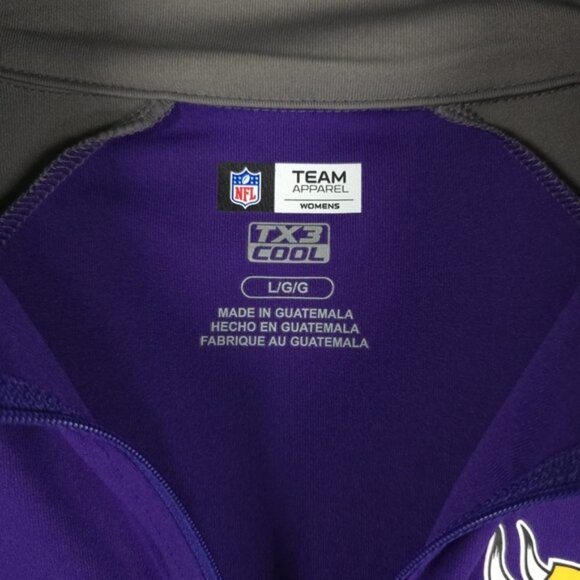 NFL
TEAM
APPAREL
WOMENS
TX3
COOL
L/G/G
MADE IN GUATEMALA
HECHO EN GUATEMALA
FABRIQUE AU GUATEMALA